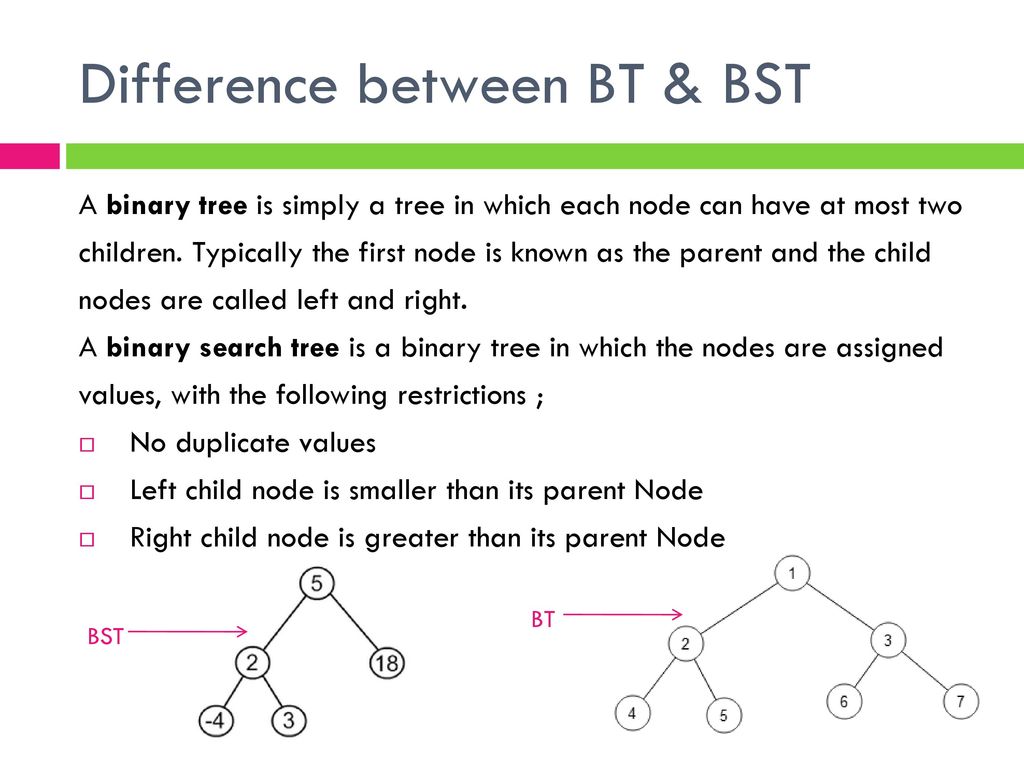 Difference between BT & BST
A binary tree is simply a tree in which each node can have at most two
children. Typically the first node is known as the parent and the child
nodes are called left and right.
A binary search tree is a binary tree in which the nodes are assigned
values, with the following restrictions ;
No duplicate values
Left child node is smaller than its parent Node
Right child node is greater than its parent Node
BST
5
2
18
-4
3
BT
1
2
3
4
5
6
7